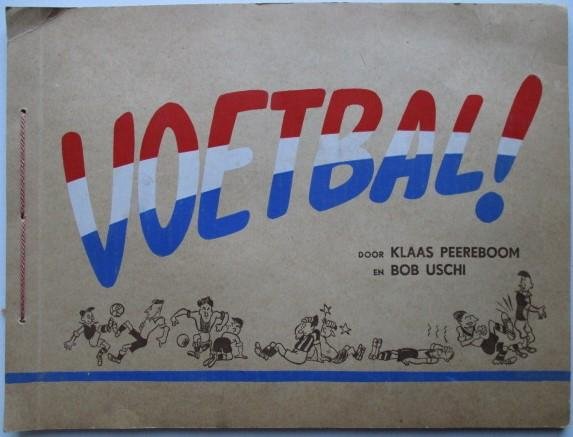 VOETBAL!
DOOR KLAAS PEEREBOOM
EN BOB USCHI